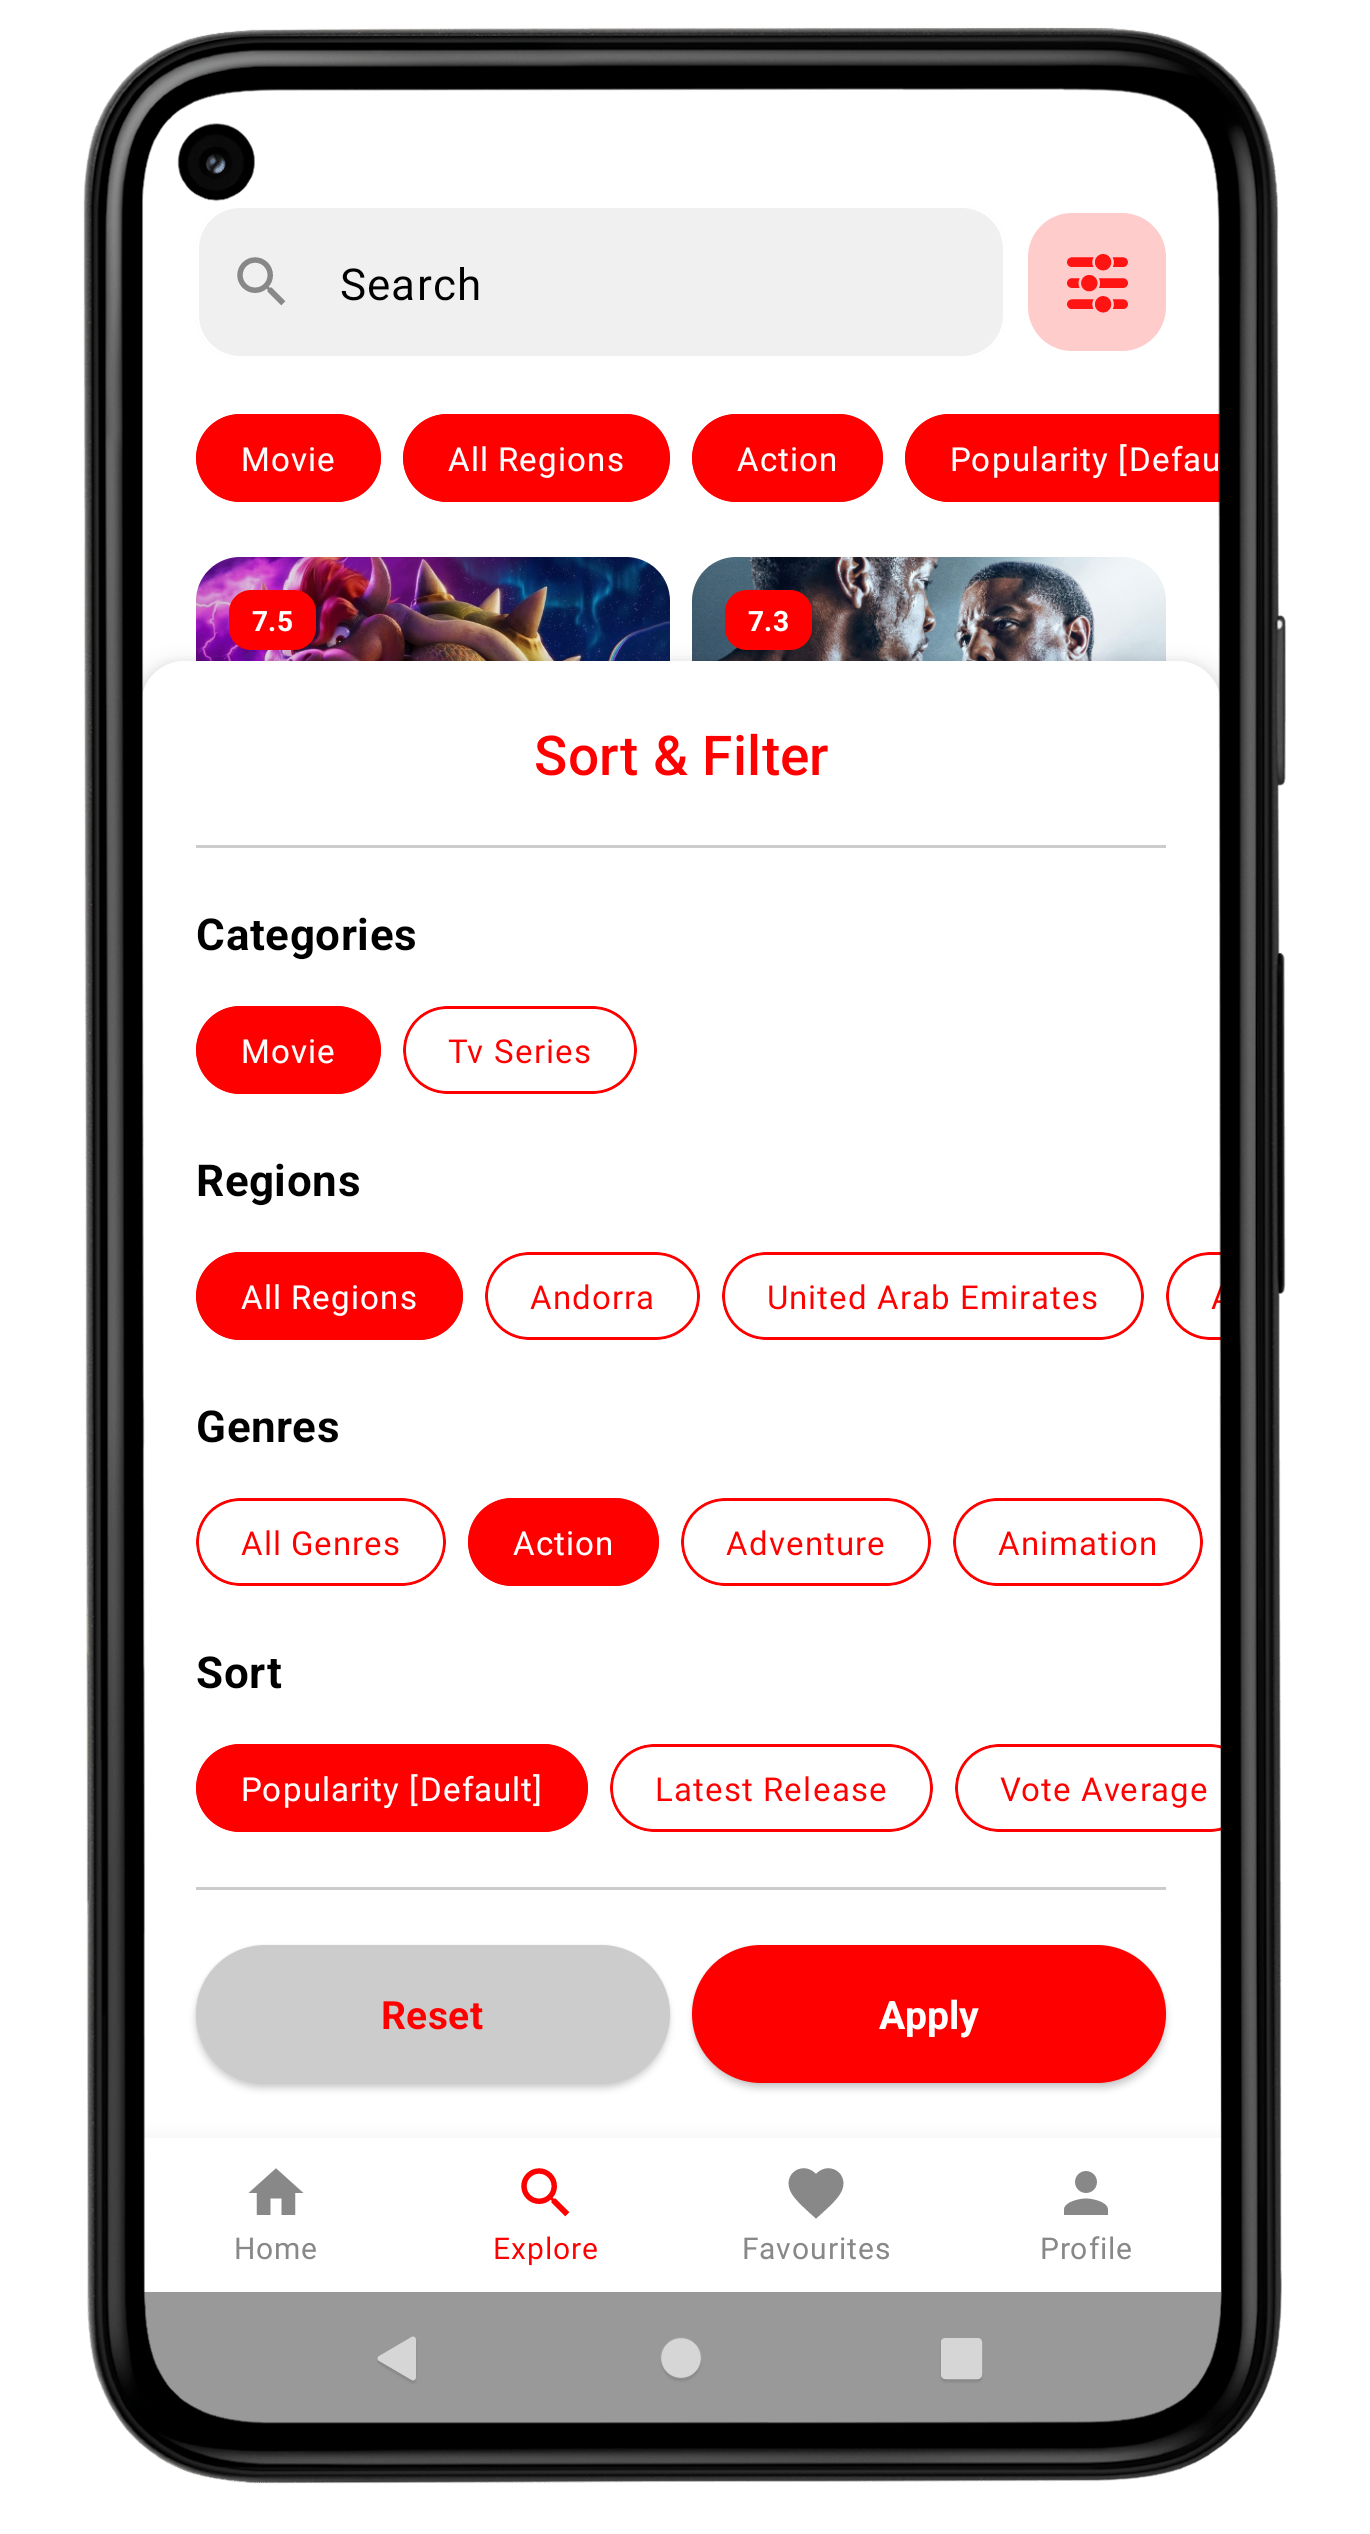 Search
Movie All Regions Action Popularity [Defau
7.5 7.3
Sort & Filter
Categories
Movie Tv Series
Regions
All Regions Andorra United Arab Emirates
Genres
All Genres Action Adventure Animation
Sort
Popularity [Default] Latest Release Vote Average
Reset Apply
Home Explore Favourites Profile